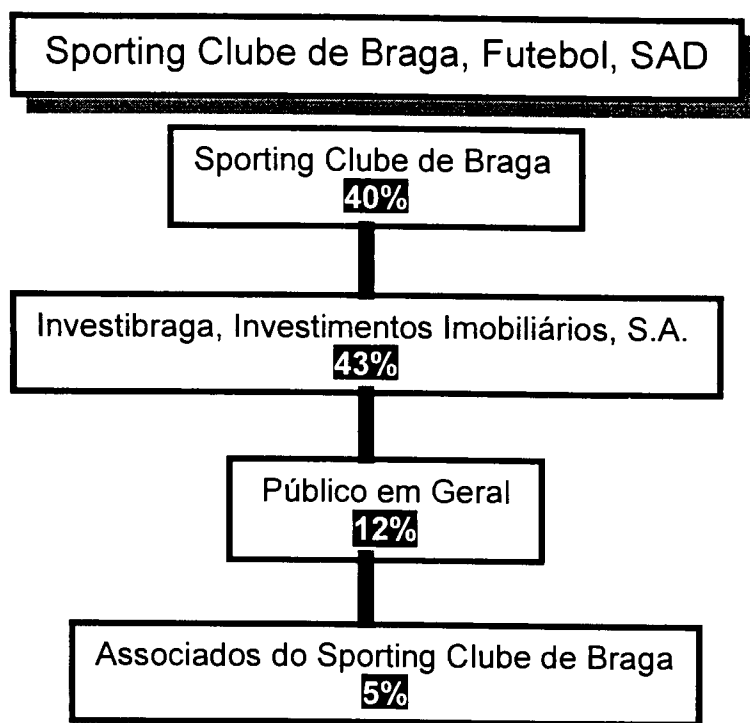 Sporting Clube de Braga, Futebol, SAD
Sporting Clube de Braga
40%
Investibraga, Investimentos Imobiliários, S.A.
43%
Público em Geral
12%
Associados do Sporting Clube de Braga
5%